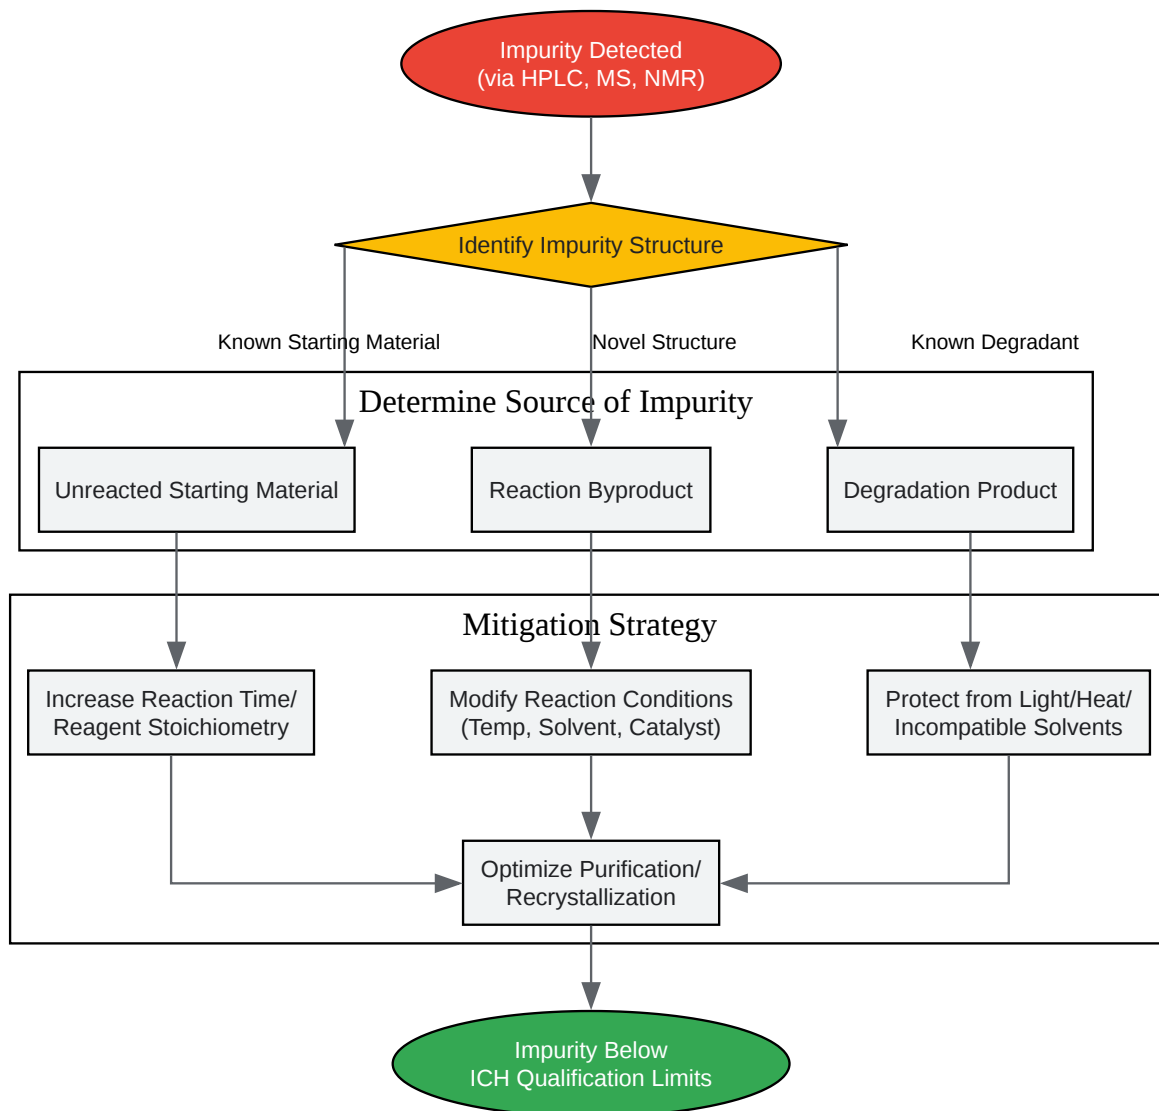 Impurity Detected
(via HPLC, MS, NMR)
Identify Impurity Structure
Known Starting Material
Novel Structure
Known Degradant
Determine Source of Impurity
Unreacted Starting Material
Reaction Byproduct
Degradation Product
Mitigation Strategy
Increase Reaction Time/
Reagent Stoichiometry
Modify Reaction Conditions
(Temp, Solvent, Catalyst)
Protect from Light/Heat/
Incompatible Solvents
Optimize Purification/
Recrystallization
Impurity Below
ICH Qualification Limits